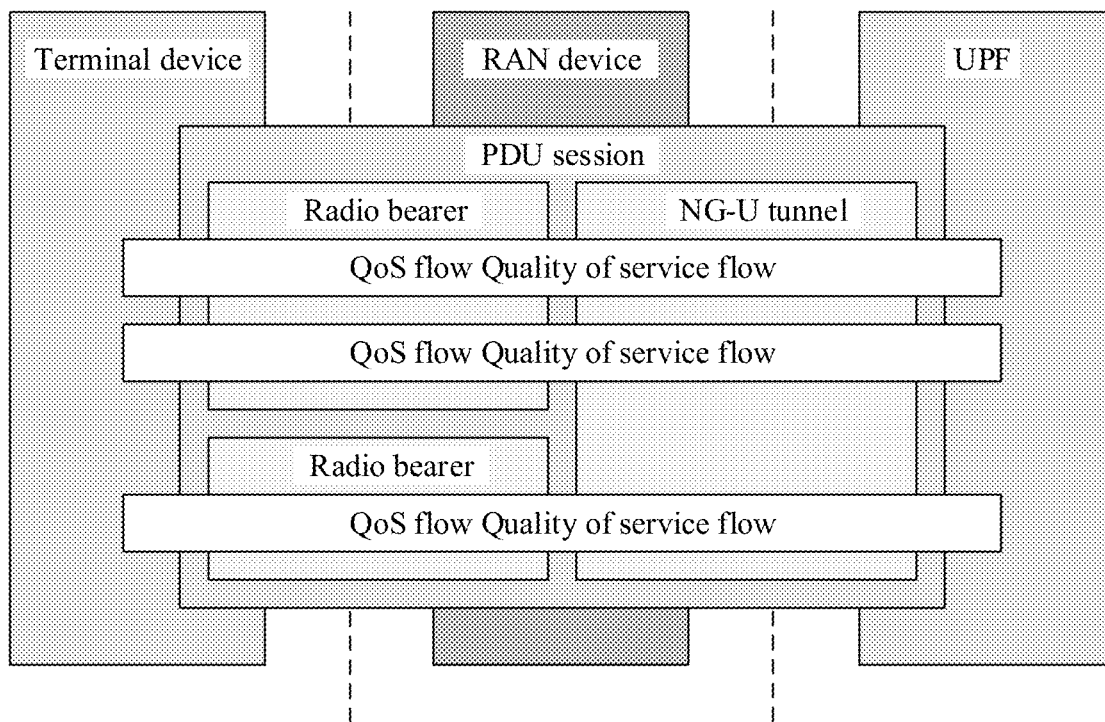 Terminal device
RAN device
UPF
PDU session
Radio bearer
NG-U tunnel
QoS flow Quality of service flow
QoS flow Quality of service flow
Radio bearer
QoS flow Quality of service flow